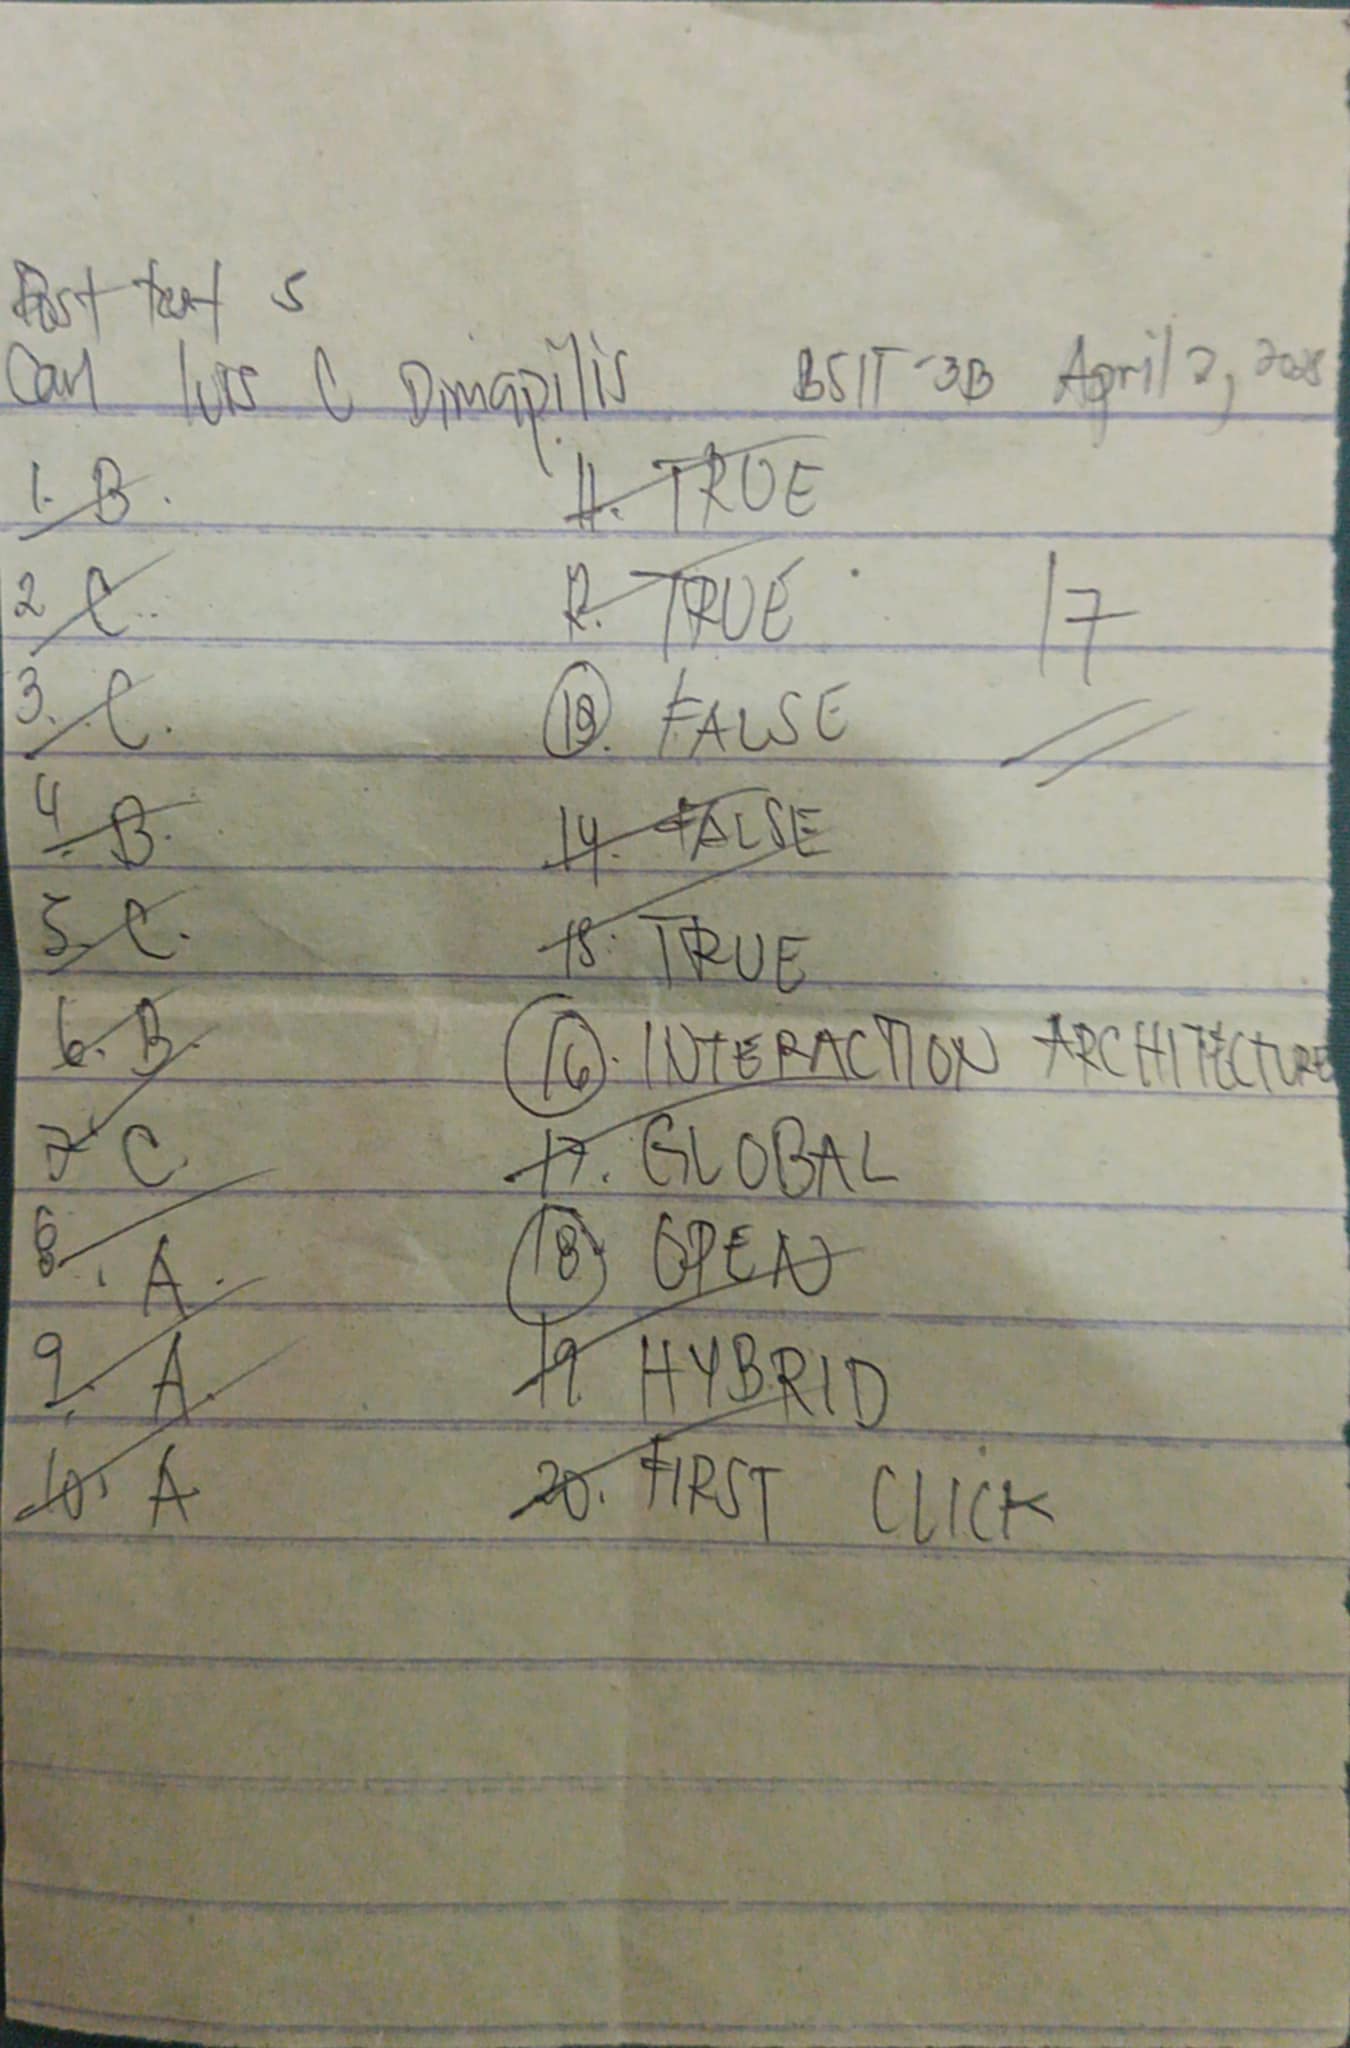 Post test 5
Carl Luis C Dimapilis BSIT-3B April 2, 2025
1. B.
2 C.
3. C.
4. B.
5. C.
6. B.
7 C
8. A.
9. A.
10. A
11. TRUE
12. TRUE
13. FALSE
14. FALSE
15. TRUE
16. INTERACTION ARCHITECTURE
17. GLOBAL
18 OPEN
19 HYBRID
20. FIRST CLICK
17